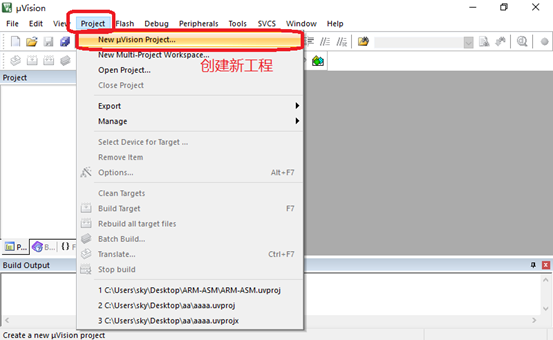 µVision
File Edit View Project Flash Debug Peripherals Tools SVCS Window Help
New µVision Project...
New Multi-Project Workspace...
创建新工程
Open Project...
Close Project
Export
Manage
Select Device for Target ...
Remove Item
Options... Alt+F7
Clean Targets
Build Target F7
Rebuild all target files
Batch Build...
Translate... Ctrl+F7
Stop build
1 C:\Users\sky\Desktop\ARM-ASM\ARM-ASM.uvproj
2 C:\Users\sky\Desktop\aa\aaaa.uvproj
3 C:\Users\sky\Desktop\aa\aaaa.uvprojx
Project
P... B... {} F
Build Output
Create a new µVision project